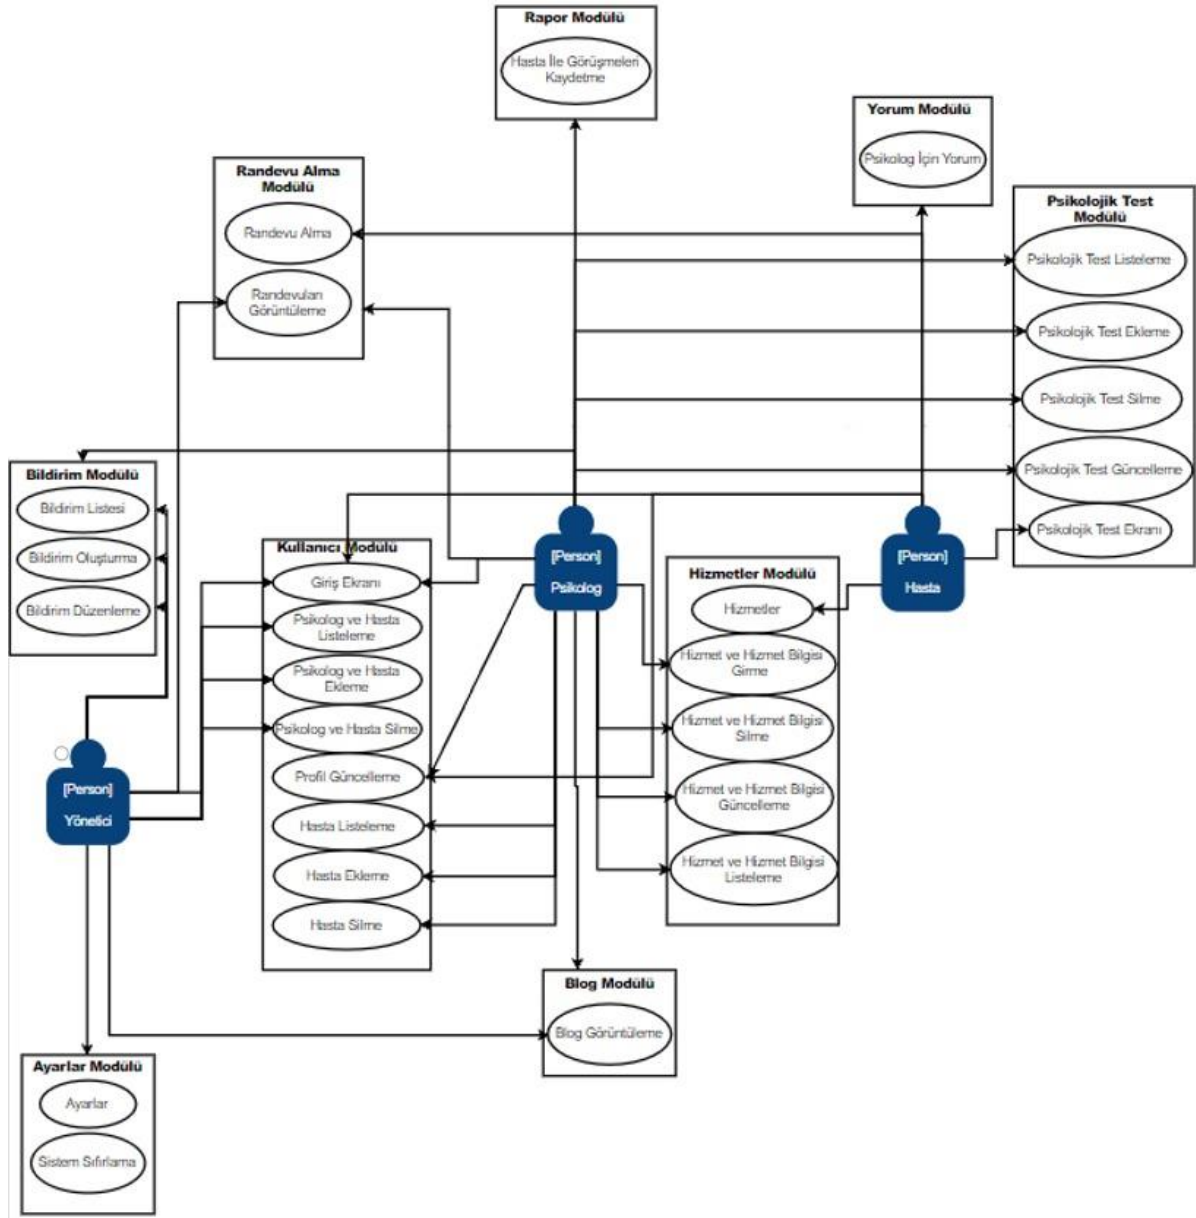 Rapor Modülü
Hasta İle Görüşmeleri
Kaydetme
Yorum Modülü
Psikolog İçin Yorum
Randevu Alma
Modülü
Randevu Alma
Randevuları
Görüntüleme
Psikolojik Test
Modülü
Psikolojik Test Listeleme
Psikolojik Test Ekleme
Psikolojik Test Silme
Psikolojik Test Güncelleme
Psikolojik Test Ekranı
Bildirim Modülü
Bildirim Listesi
Bildirim Oluşturma
Bildirim Düzenleme
Kullanıcı Modülü
Giriş Ekranı
Psikolog ve Hasta
Listeleme
Psikolog ve Hasta
Ekleme
Psikolog ve Hasta Silme
Profil Güncelleme
Hasta Listeleme
Hasta Ekleme
Hasta Silme
[Person]
Psikolog
[Person]
Hasta
Hizmetler Modülü
Hizmetler
Hizmet ve Hizmet Bilgisi
Girme
Hizmet ve Hizmet Bilgisi
Silme
Hizmet ve Hizmet Bilgisi
Güncelleme
Hizmet ve Hizmet Bilgisi
Listeleme
[Person]
Yönetici
Blog Modülü
Blog Görüntüleme
Ayarlar Modülü
Ayarlar
Sistem Sıfırlama